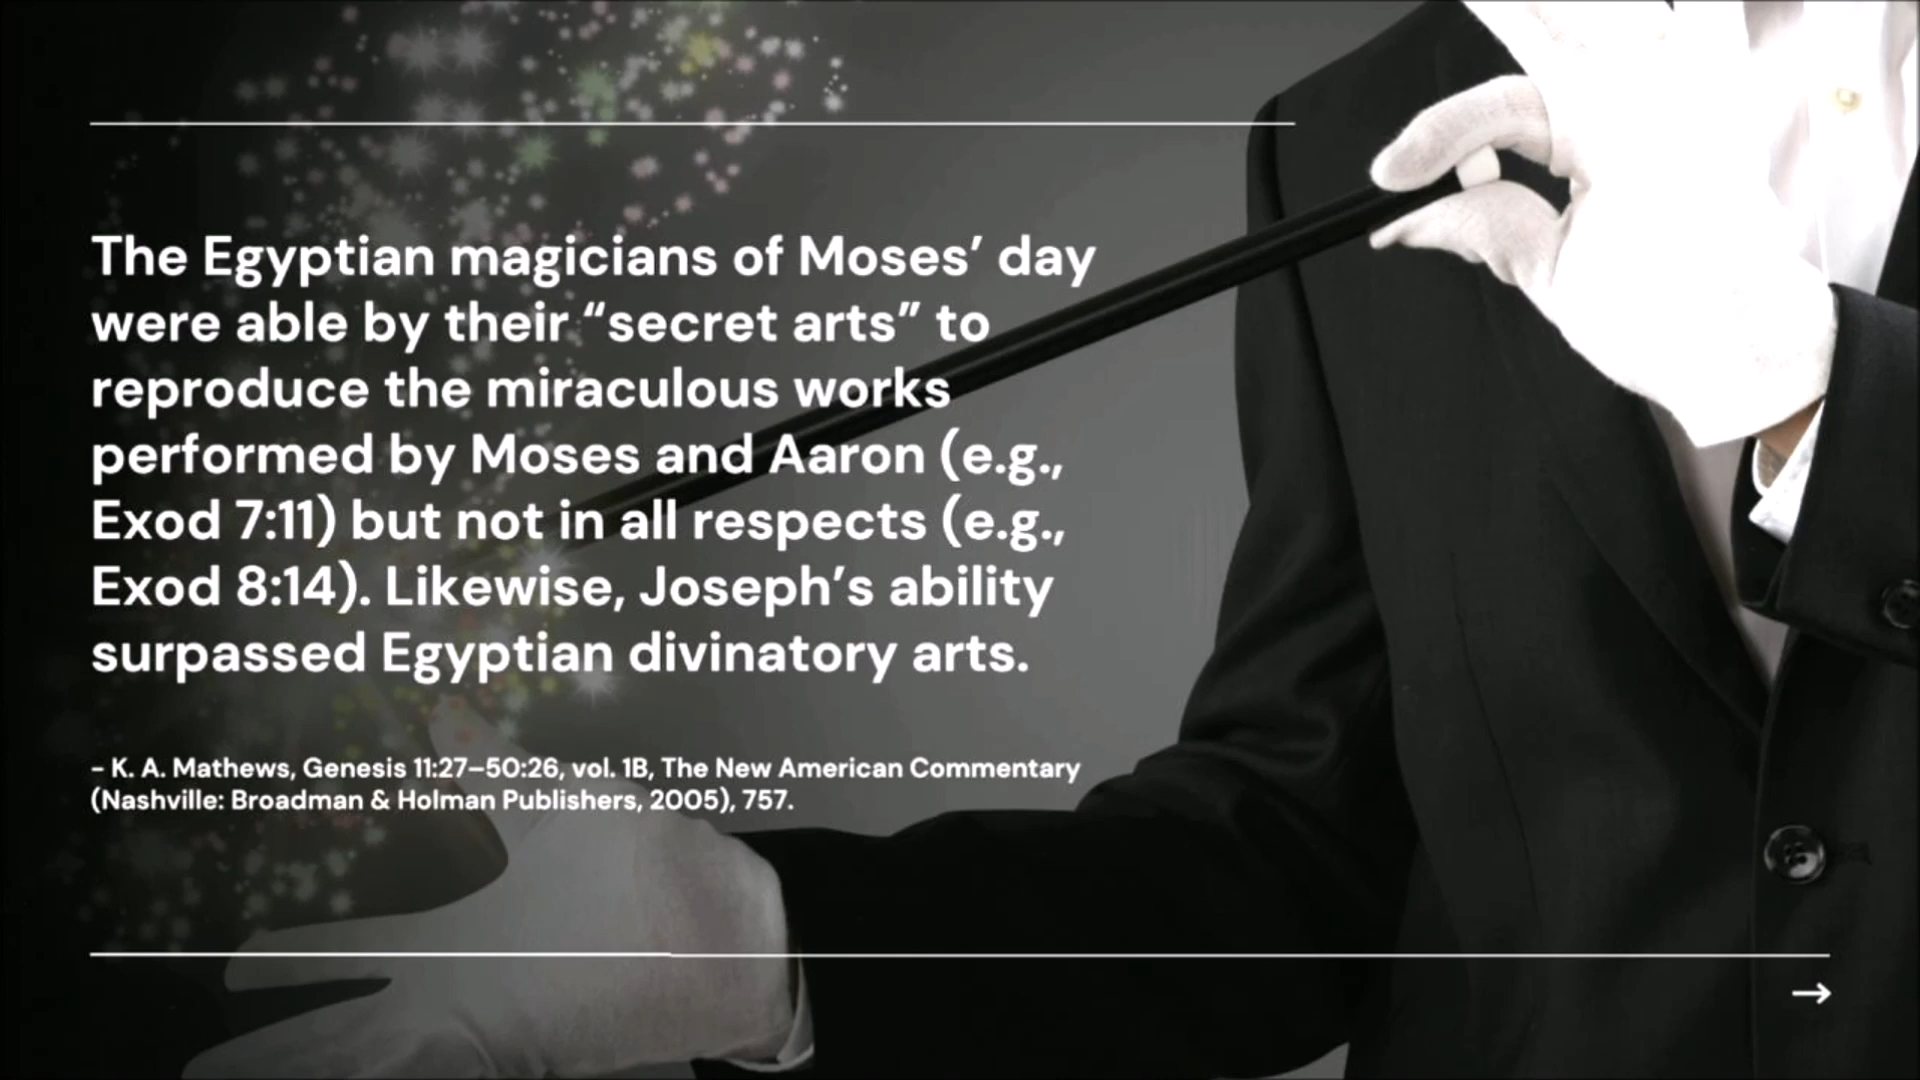 The Egyptian magicians of Moses’ day
were able by their “secret arts” to
reproduce the miraculous works
performed by Moses and Aaron (e.g.,
Exod 7:11) but not in all respects (e.g.,
Exod 8:14). Likewise, Joseph’s ability
surpassed Egyptian divinatory arts.
– K. A. Mathews, Genesis 11:27–50:26, vol. 1B, The New American Commentary
(Nashville: Broadman & Holman Publishers, 2005), 757.